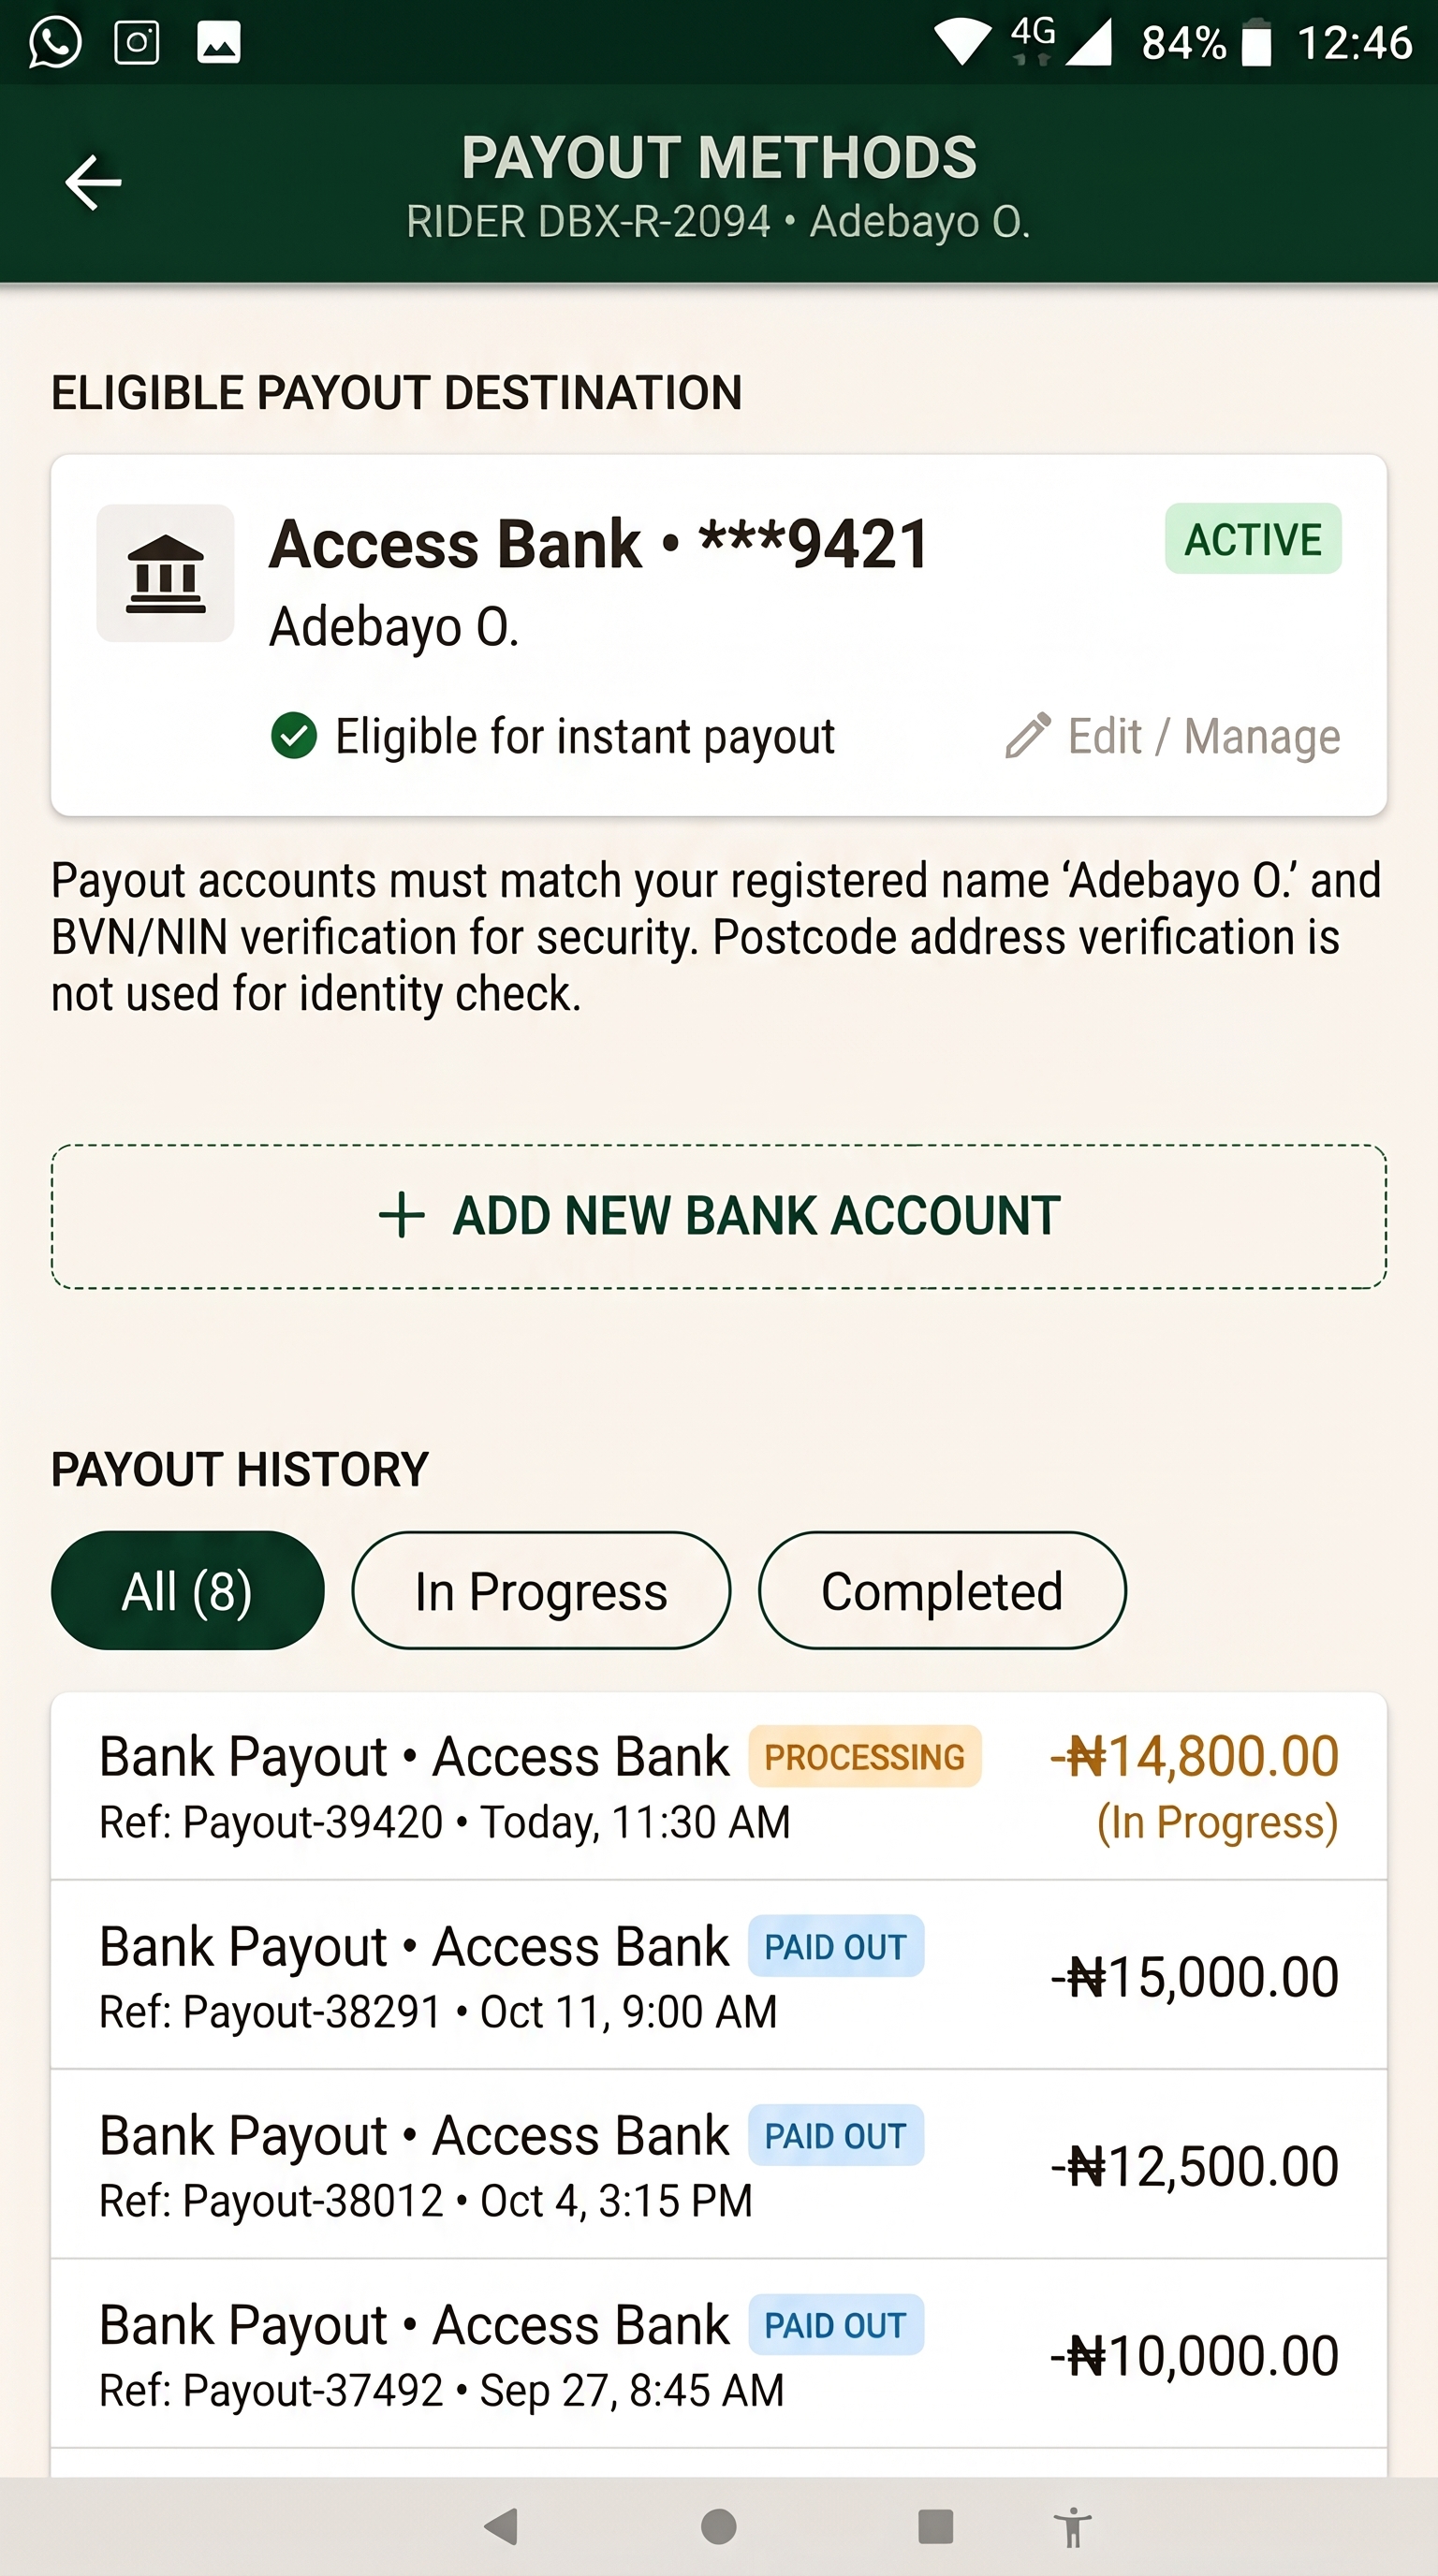 4G 84% 12:46
PAYOUT METHODS
RIDER DBX-R-2094 • Adebayo O.
ELIGIBLE PAYOUT DESTINATION
Access Bank • ***9421 ACTIVE
Adebayo O.
Eligible for instant payout Edit / Manage
Payout accounts must match your registered name ‘Adebayo O.’ and
BVN/NIN verification for security. Postcode address verification is
not used for identity check.
+ ADD NEW BANK ACCOUNT
PAYOUT HISTORY
All (8) In Progress Completed
Bank Payout • Access Bank PROCESSING -₦14,800.00
Ref: Payout-39420 • Today, 11:30 AM (In Progress)
Bank Payout • Access Bank PAID OUT -₦15,000.00
Ref: Payout-38291 • Oct 11, 9:00 AM
Bank Payout • Access Bank PAID OUT -₦12,500.00
Ref: Payout-38012 • Oct 4, 3:15 PM
Bank Payout • Access Bank PAID OUT -₦10,000.00
Ref: Payout-37492 • Sep 27, 8:45 AM